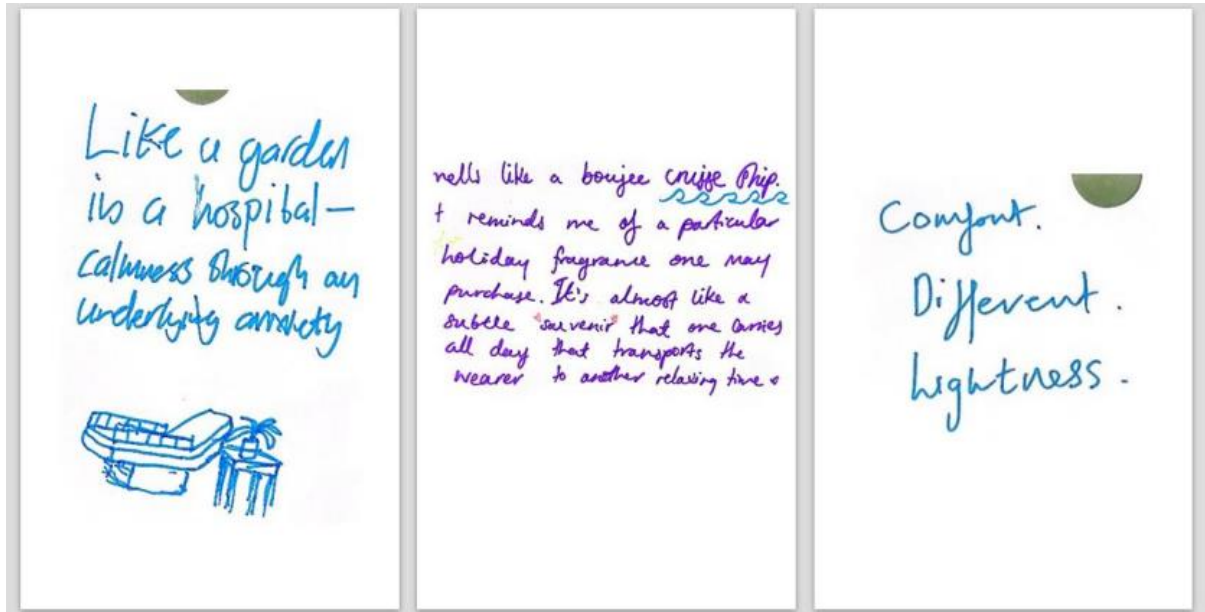 Like a garden
in a hospital –
calmness through an
underlying anxiety
nells like a boujee cruise ship.
t reminds me of a particular
holiday fragrance one may
purchase. It's almost like a
subtle "souvenir" that one carries
all day that transports the
wearer to another relaxing time.
Comfort.
Different.
Lightness.